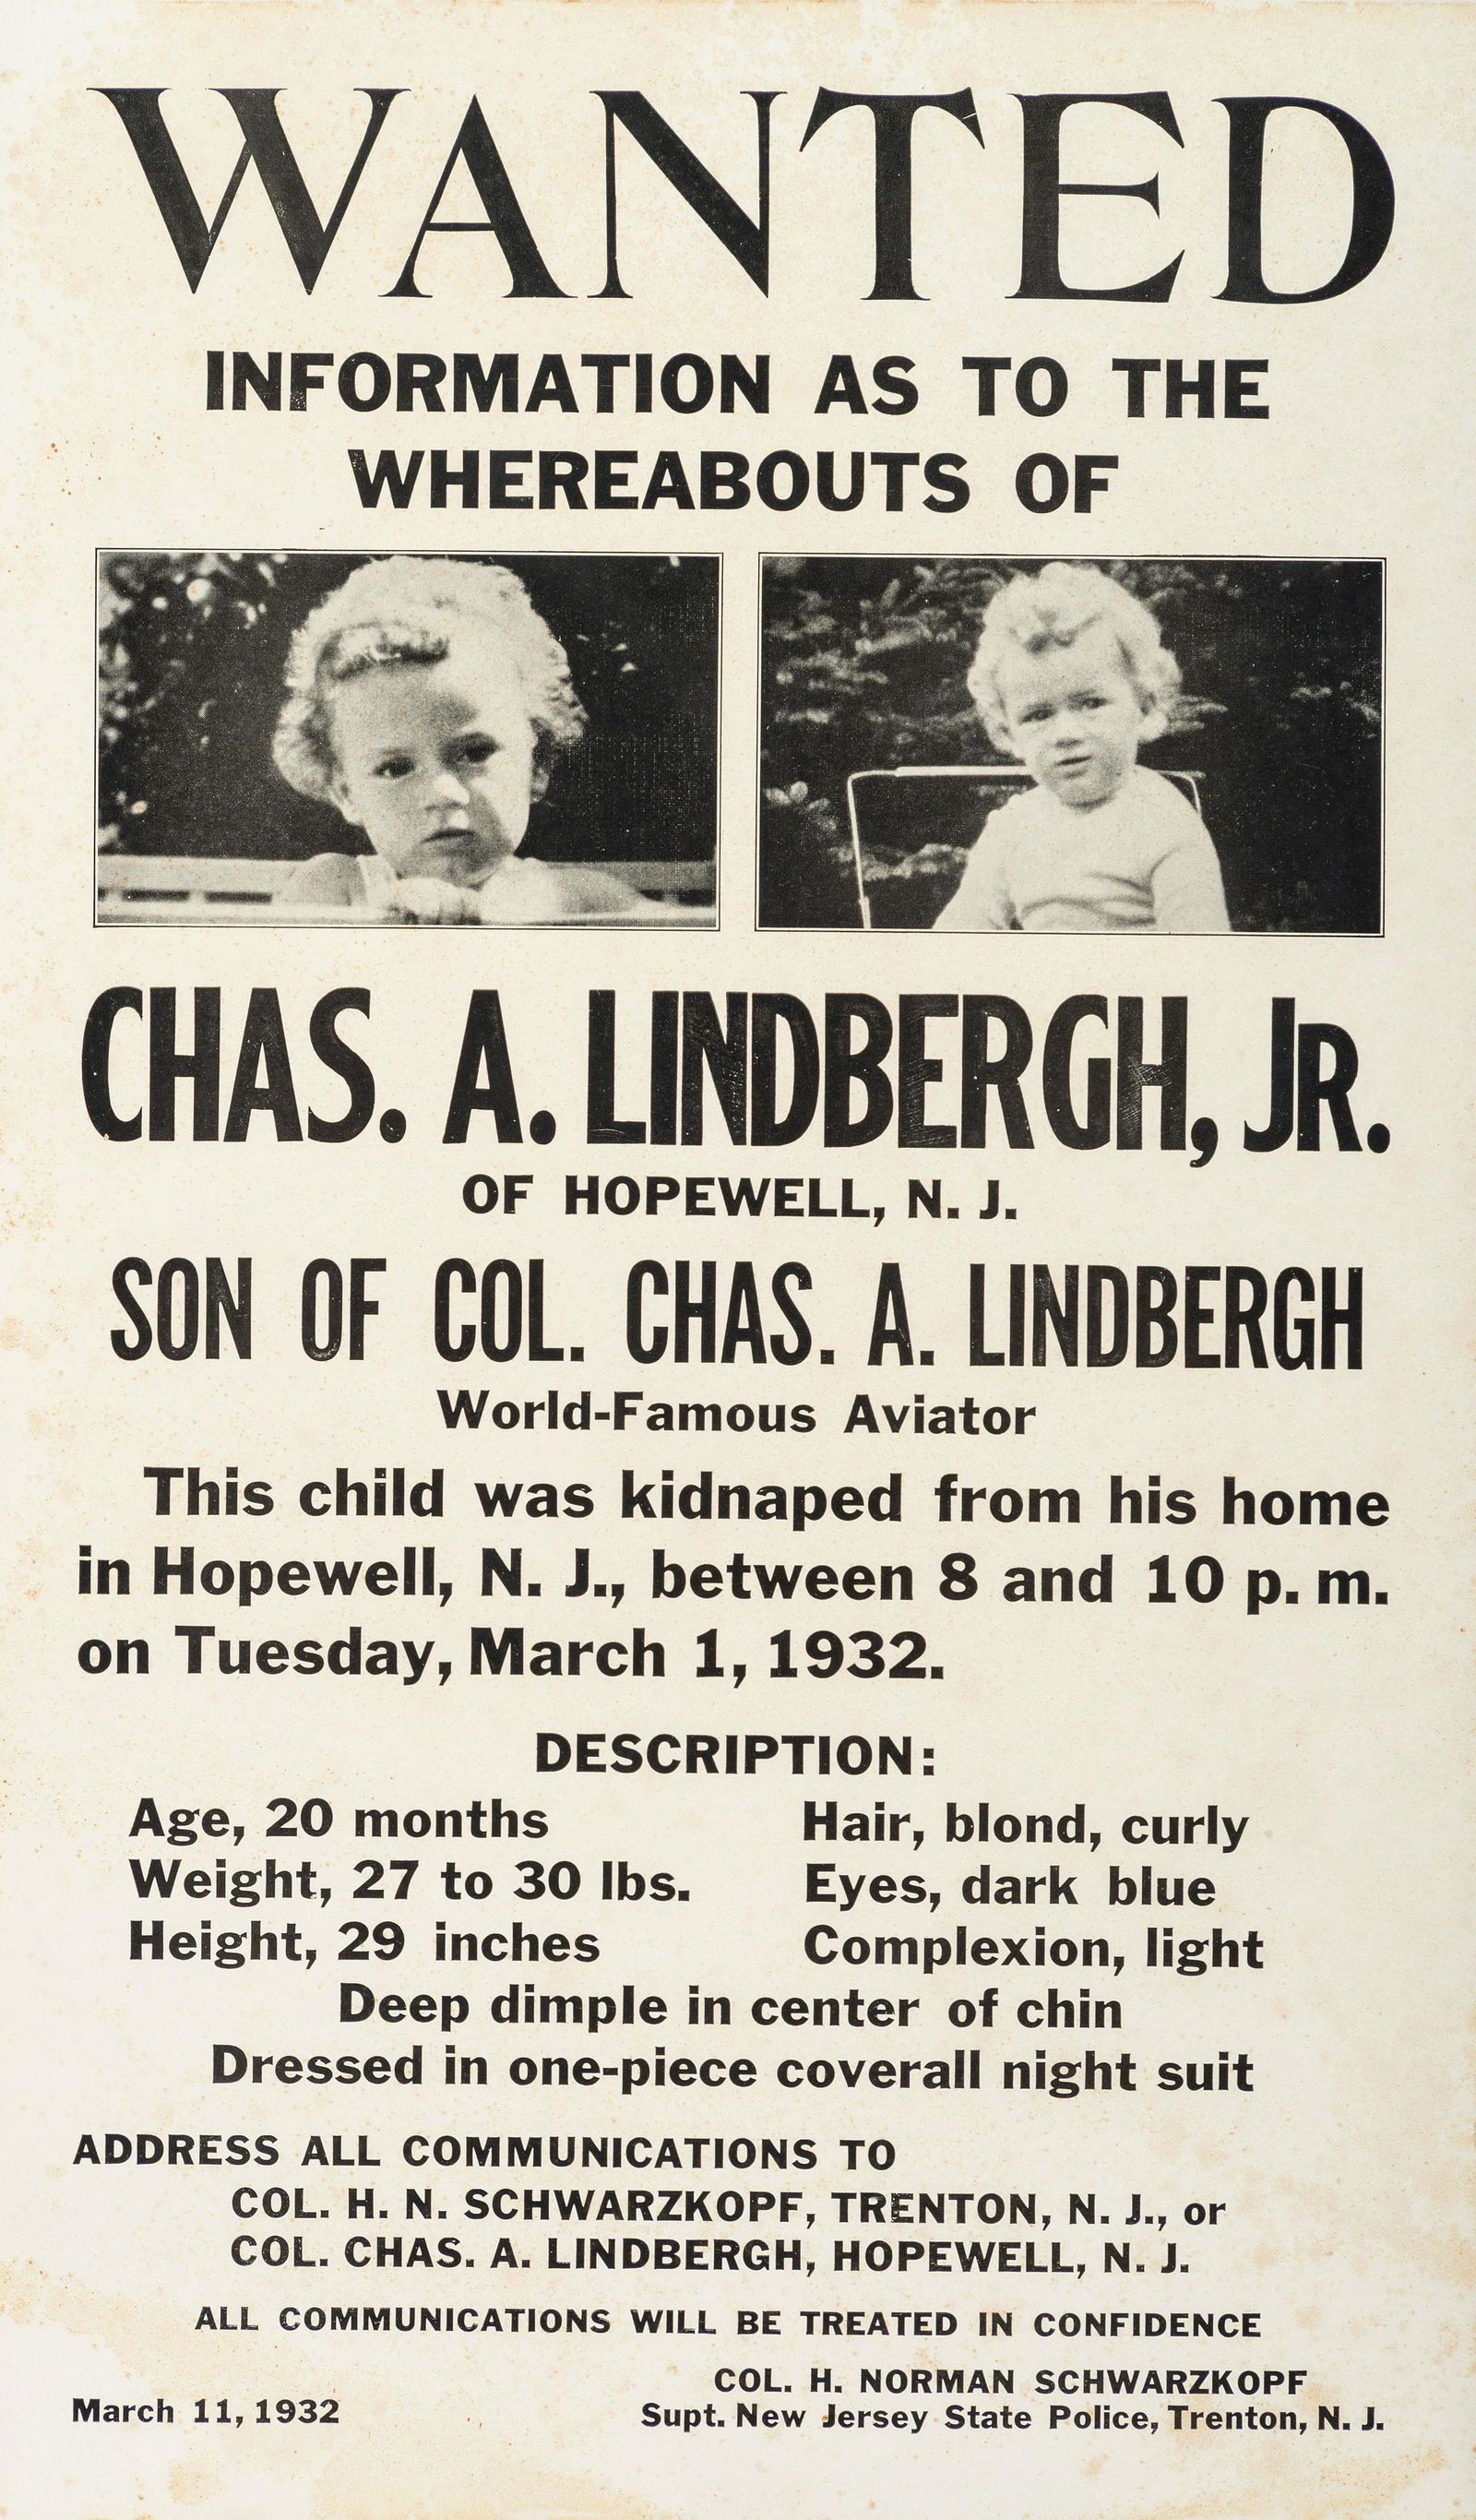 WANTED
INFORMATION AS TO THE
WHEREABOUTS OF
CHAS. A. LINDBERGH, JR.
OF HOPEWELL, N. J.
SON OF COL. CHAS. A. LINDBERGH
World-Famous Aviator
This child was kidnaped from his home
in Hopewell, N. J., between 8 and 10 p. m.
on Tuesday, March 1, 1932.
DESCRIPTION:
Age, 20 months
Weight, 27 to 30 lbs.
Height, 29 inches
Hair, blond, curly
Eyes, dark blue
Complexion, light
Deep dimple in center of chin
Dressed in one-piece coverall night suit
ADDRESS ALL COMMUNICATIONS TO
COL. H. N. SCHWARZKOPF, TRENTON, N. J., or
COL. CHAS. A. LINDBERGH, HOPEWELL, N. J.
ALL COMMUNICATIONS WILL BE TREATED IN CONFIDENCE
March 11, 1932
COL. H. NORMAN SCHWARZKOPF
Supt. New Jersey State Police, Trenton, N. J.